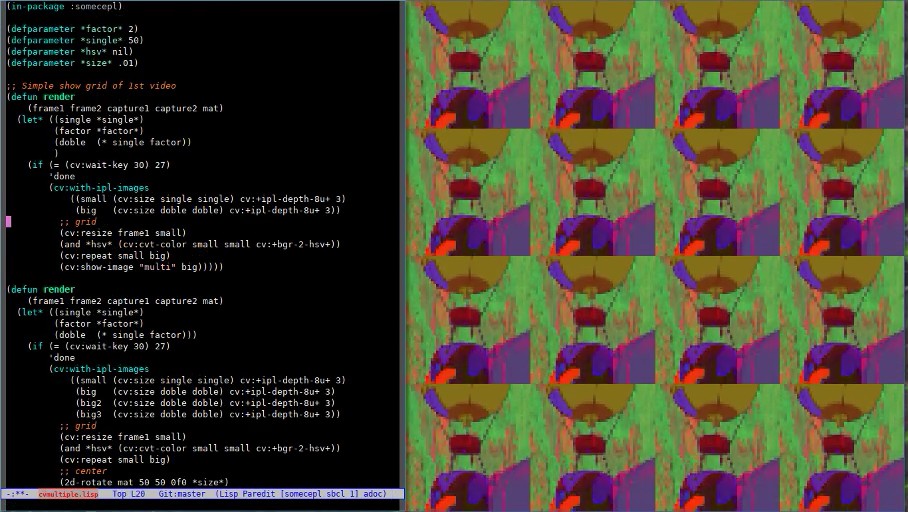 (in-package :somecepl)
(defparameter *factor* 2)
(defparameter *single* 50)
(defparameter *hsv* nil)
(defparameter *size* .01)
;; Simple show grid of 1st video
(defun render
(frame1 frame2 capture1 capture2 mat)
(let* ((single *single*)
(factor *factor*)
(doble (* single factor))
)
(if (= (cv:wait-key 30) 27)
'done
(cv:with-ipl-images
((small (cv:size single single) cv:+ipl-depth-8u+ 3)
(big (cv:size doble doble) cv:+ipl-depth-8u+ 3))
;; grid
(cv:resize frame1 small)
(and *hsv* (cv:cvt-color small small cv:+bgr-2-hsv+))
(cv:repeat small big)
(cv:show-image "multi" big)))))
(defun render
(frame1 frame2 capture1 capture2 mat)
(let* ((single *single*)
(factor *factor*)
(doble (* single factor)))
(if (= (cv:wait-key 30) 27)
'done
(cv:with-ipl-images
((small (cv:size single single) cv:+ipl-depth-8u+ 3)
(big (cv:size doble doble) cv:+ipl-depth-8u+ 3)
(big2 (cv:size doble doble) cv:+ipl-depth-8u+ 3)
(big3 (cv:size doble doble) cv:+ipl-depth-8u+ 3))
;; grid
(cv:resize frame1 small)
(and *hsv* (cv:cvt-color small small cv:+bgr-2-hsv+))
(cv:repeat small big)
;; center
(2d-rotate mat 50 50 0f0 *size*)
-:**- cvmultiple.lisp Top L20 Git:master (Lisp Paredit [somecepl sbcl 1] adoc)